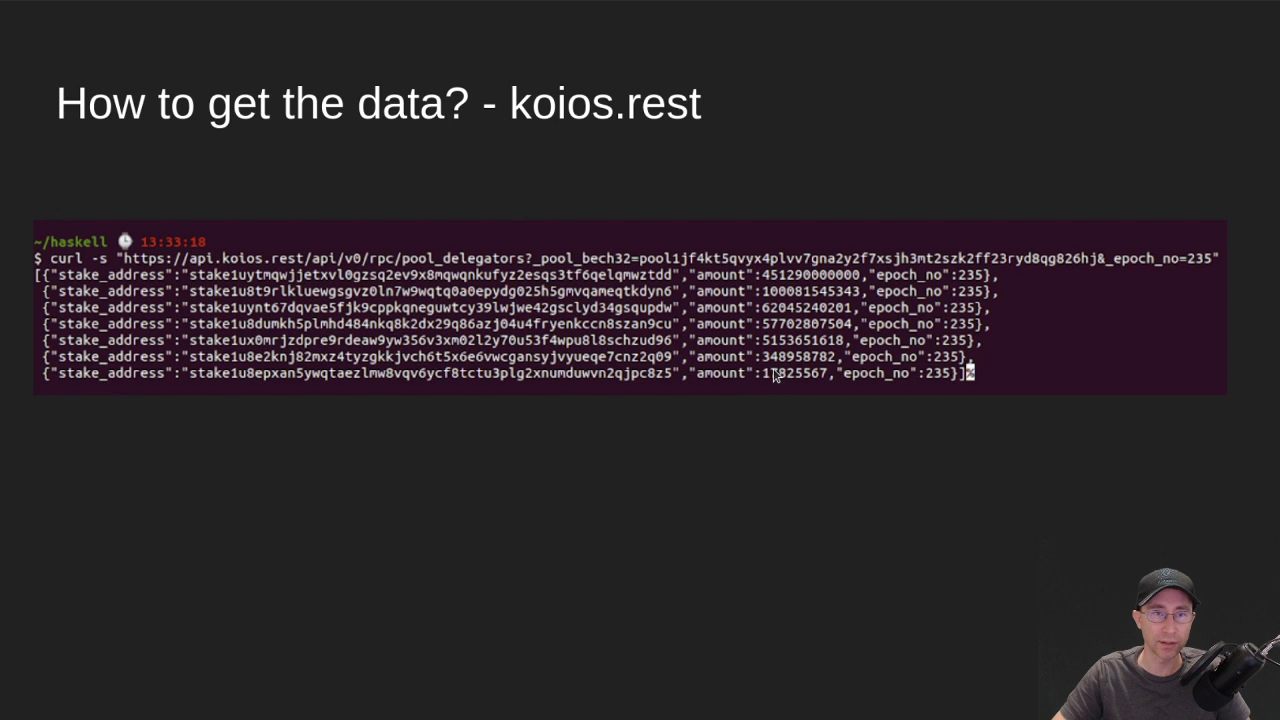 How to get the data? - koios.rest
~/haskell 13:33:18
$ curl -s "https://api.koios.rest/api/v0/rpc/pool_delegators?_pool_bech32=pool1jf4kt5qvyx4plvv7gna2y2f7xsjh3mt2szk2ff23ryd8qg826hj&_epoch_no=235"
[{"stake_address":"stake1uytmqwjjetxvl0gzsq2ev9x8mqwqnkufyz2esqs3tf6qelqmwztdd","amount":451290000000,"epoch_no":235},
{"stake_address":"stake1u8t9rlkluewgsgvz0ln7w9wqtq0a0epydg025h5gmvqameqtkdyn6","amount":100081545343,"epoch_no":235},
{"stake_address":"stake1uynt67dqvae5fjk9cppkqneguwtcy39lwjwe42gsclyd34gsqupdw","amount":62045240201,"epoch_no":235},
{"stake_address":"stake1u8dumkh5plmhd484nkq8k2dx29q86azj04u4fryenkccn8szan9cu","amount":57702807504,"epoch_no":235},
{"stake_address":"stake1ux0mrjzdpre9rdeaw9yw356v3xm02l2y70u53f4wpu8l8schzud96","amount":5153651618,"epoch_no":235},
{"stake_address":"stake1u8e2knj82mxz4tyzgkkjvch6t5x6e6vwcgansyjvyueqe7cnz2q09","amount":348958782,"epoch_no":235},
{"stake_address":"stake1u8epxan5ywqtaezlmw8vqv6ycf8tctu3plg2xnumduwvn2qjpc8z5","amount": ,"epoch_no":235}]%